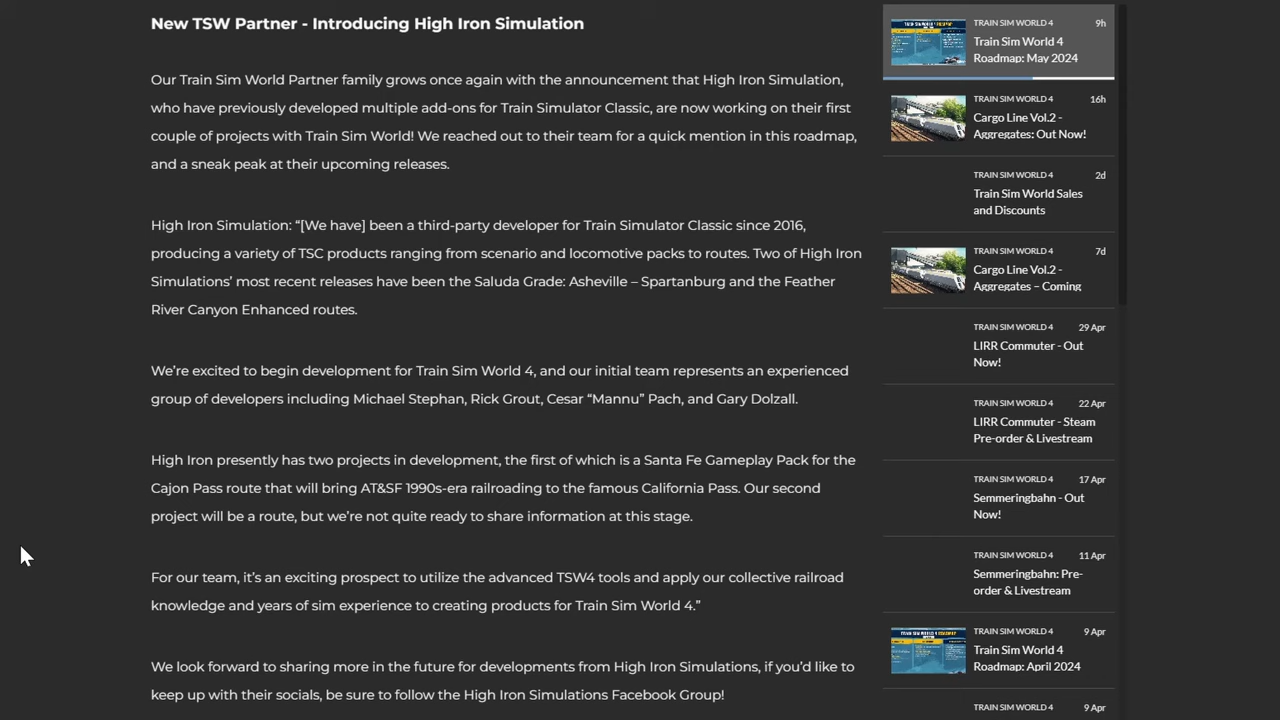 New TSW Partner - Introducing High Iron Simulation
Our Train Sim World Partner family grows once again with the announcement that High Iron Simulation,
who have previously developed multiple add-ons for Train Simulator Classic, are now working on their first
couple of projects with Train Sim World! We reached out to their team for a quick mention in this roadmap,
and a sneak peak at their upcoming releases.
High Iron Simulation: “[We have] been a third-party developer for Train Simulator Classic since 2016,
producing a variety of TSC products ranging from scenario and locomotive packs to routes. Two of High Iron
Simulations’ most recent releases have been the Saluda Grade: Asheville – Spartanburg and the Feather
River Canyon Enhanced routes.
We’re excited to begin development for Train Sim World 4, and our initial team represents an experienced
group of developers including Michael Stephan, Rick Grout, Cesar “Mannu” Pach, and Gary Dolzall.
High Iron presently has two projects in development, the first of which is a Santa Fe Gameplay Pack for the
Cajon Pass route that will bring AT&SF 1990s-era railroading to the famous California Pass. Our second
project will be a route, but we’re not quite ready to share information at this stage.
For our team, it’s an exciting prospect to utilize the advanced TSW4 tools and apply our collective railroad
knowledge and years of sim experience to creating products for Train Sim World 4.”
We look forward to sharing more in the future for developments from High Iron Simulations, if you’d like to
keep up with their socials, be sure to follow the High Iron Simulations Facebook Group!
TRAIN SIM WORLD 4 9h
Train Sim World 4
Roadmap: May 2024
TRAIN SIM WORLD 4 16h
Cargo Line Vol.2 -
Aggregates: Out Now!
TRAIN SIM WORLD 4 2d
Train Sim World Sales
and Discounts
TRAIN SIM WORLD 4 7d
Cargo Line Vol.2 -
Aggregates – Coming
TRAIN SIM WORLD 4 29 Apr
LIRR Commuter - Out
Now!
TRAIN SIM WORLD 4 22 Apr
LIRR Commuter - Steam
Pre-order & Livestream
TRAIN SIM WORLD 4 17 Apr
Semmeringbahn - Out
Now!
TRAIN SIM WORLD 4 11 Apr
Semmeringbahn: Pre-
order & Livestream
TRAIN SIM WORLD 4 9 Apr
Train Sim World 4
Roadmap: April 2024
TRAIN SIM WORLD 4 9 Apr